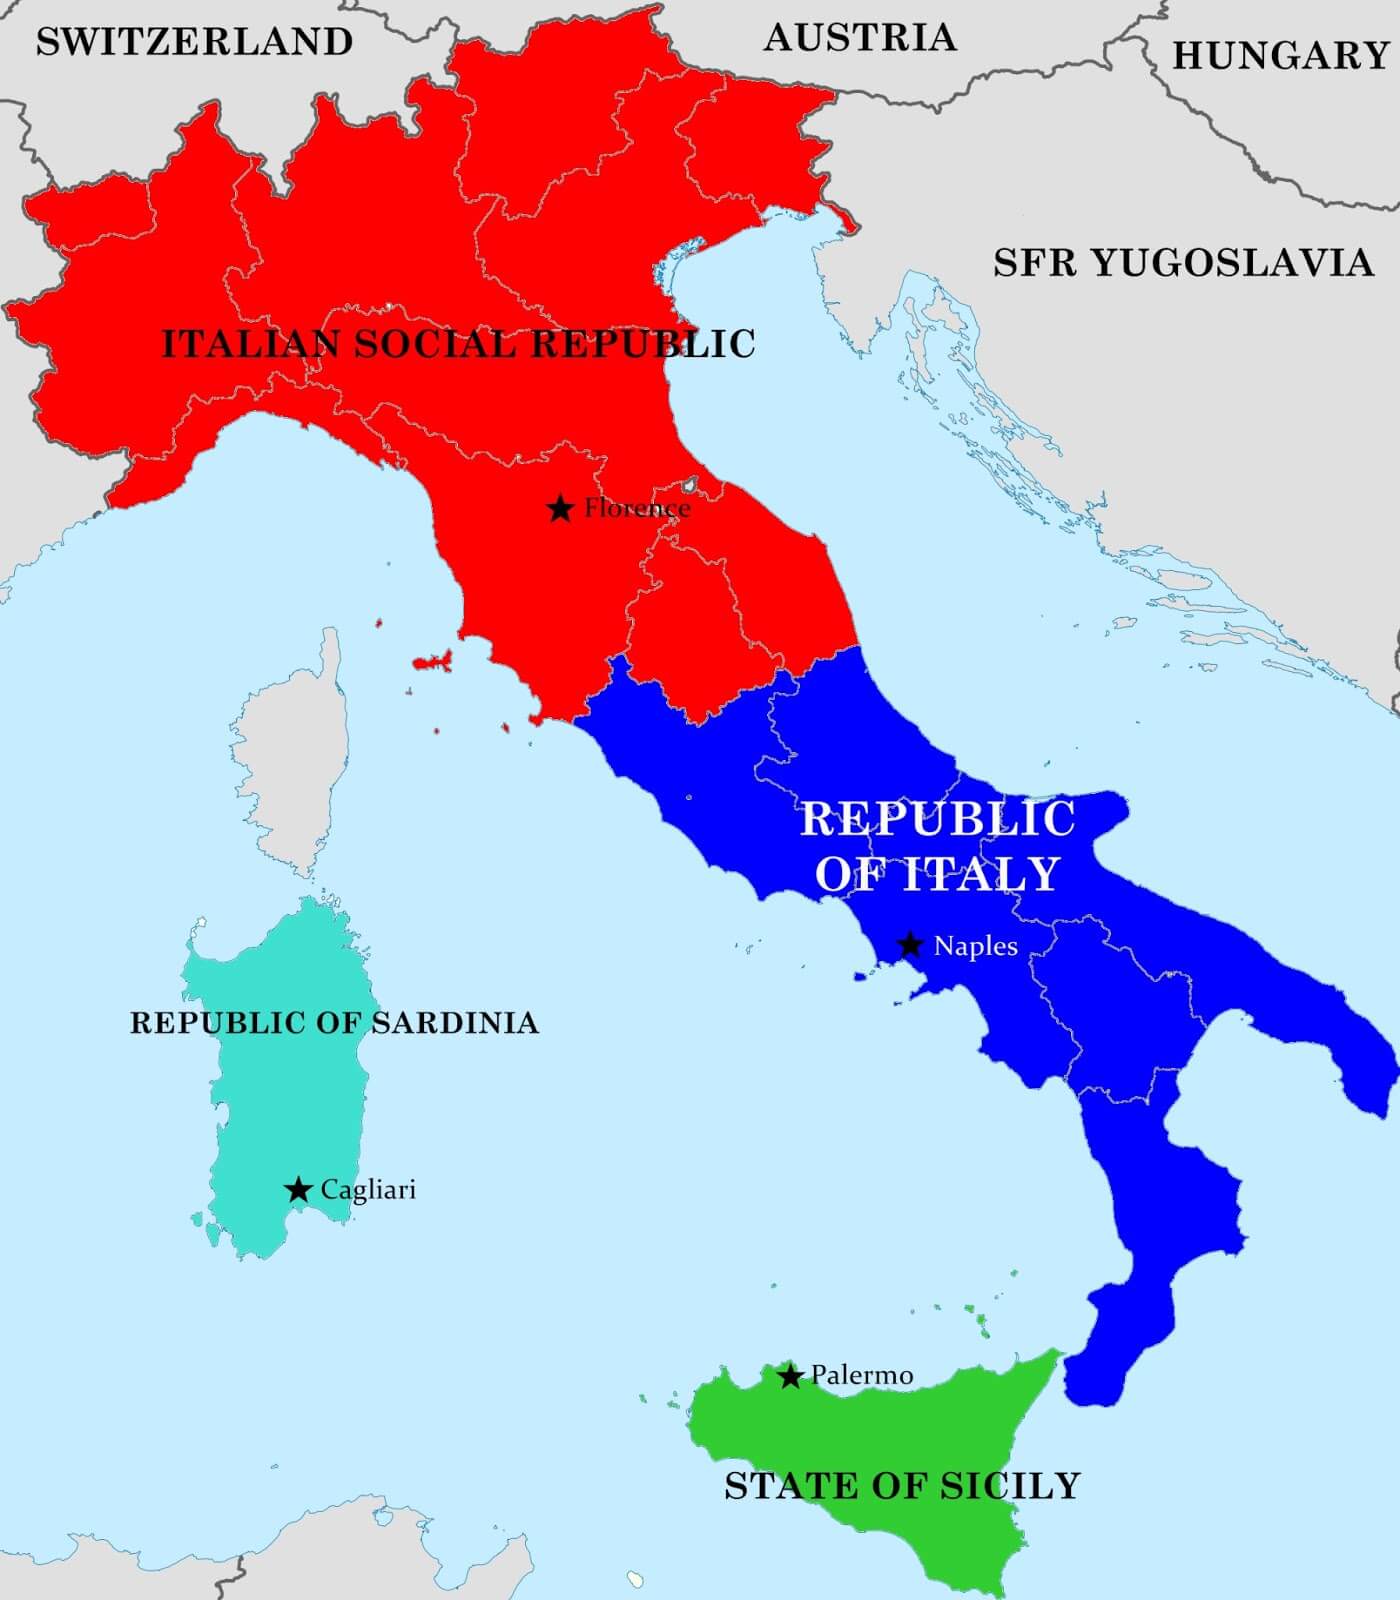 SWITZERLAND
AUSTRIA
HUNGARY
SFR YUGOSLAVIA
ITALIAN SOCIAL REPUBLIC
Florence
REPUBLIC
OF ITALY
Naples
REPUBLIC OF SARDINIA
Cagliari
Palermo
STATE OF SICILY